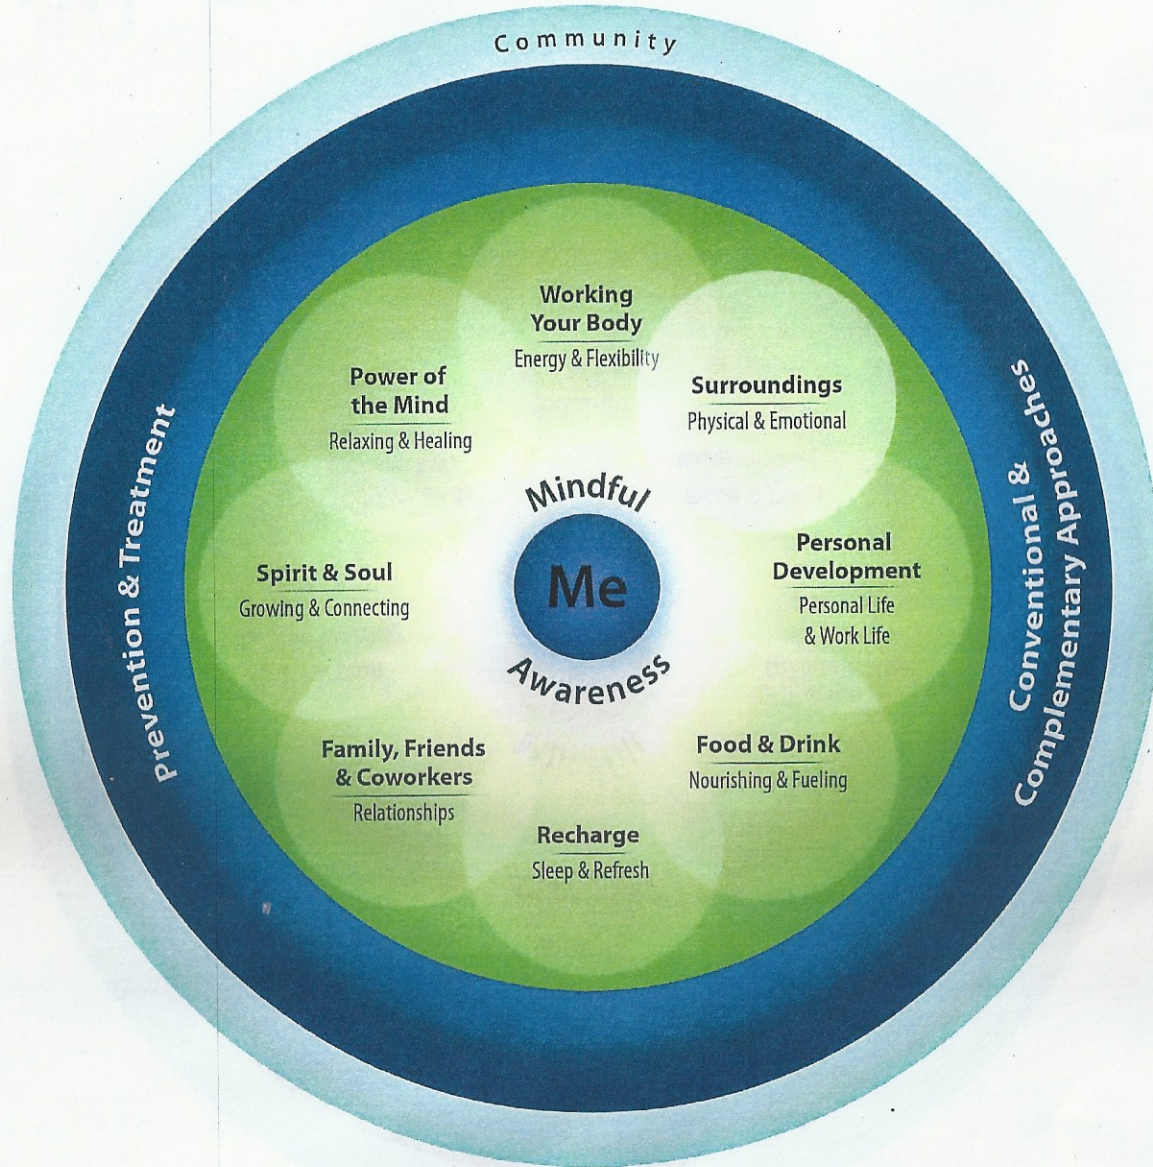 Community
Working
Your Body
Energy & Flexibility
Surroundings
Physical & Emotional
Personal
Development
Personal Life
& Work Life
Food & Drink
Nourishing & Fueling
Recharge
Sleep & Refresh
Family, Friends
& Coworkers
Relationships
Spirit & Soul
Growing & Connecting
Power of
the Mind
Relaxing & Healing
Mindful
Me
Awareness
Prevention & Treatment
Conventional &
Complementary Approaches